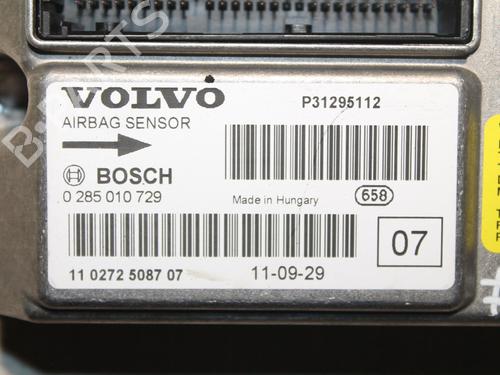 VOLVO
P31295112
AIRBAG SENSOR
BOSCH
0 285 010 729
Made in Hungary
658
07
11 0272 5087 07
11-09-29